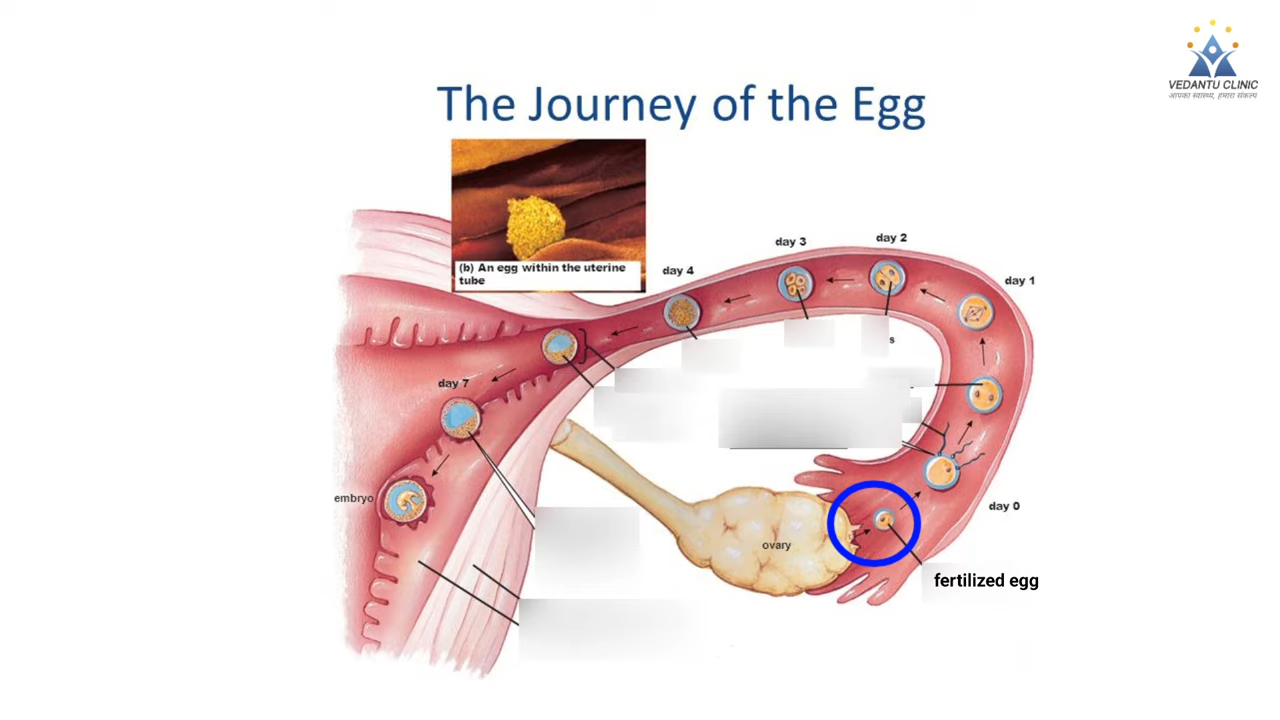 VEDANTU CLINIC
आपका स्वास्थ्य, हमारा संकल्प
The Journey of the Egg
(b) An egg within the uterine
tube
day 4
day 3
day 2
day 1
s
day 7
embryo
day 0
ovary
fertilized egg